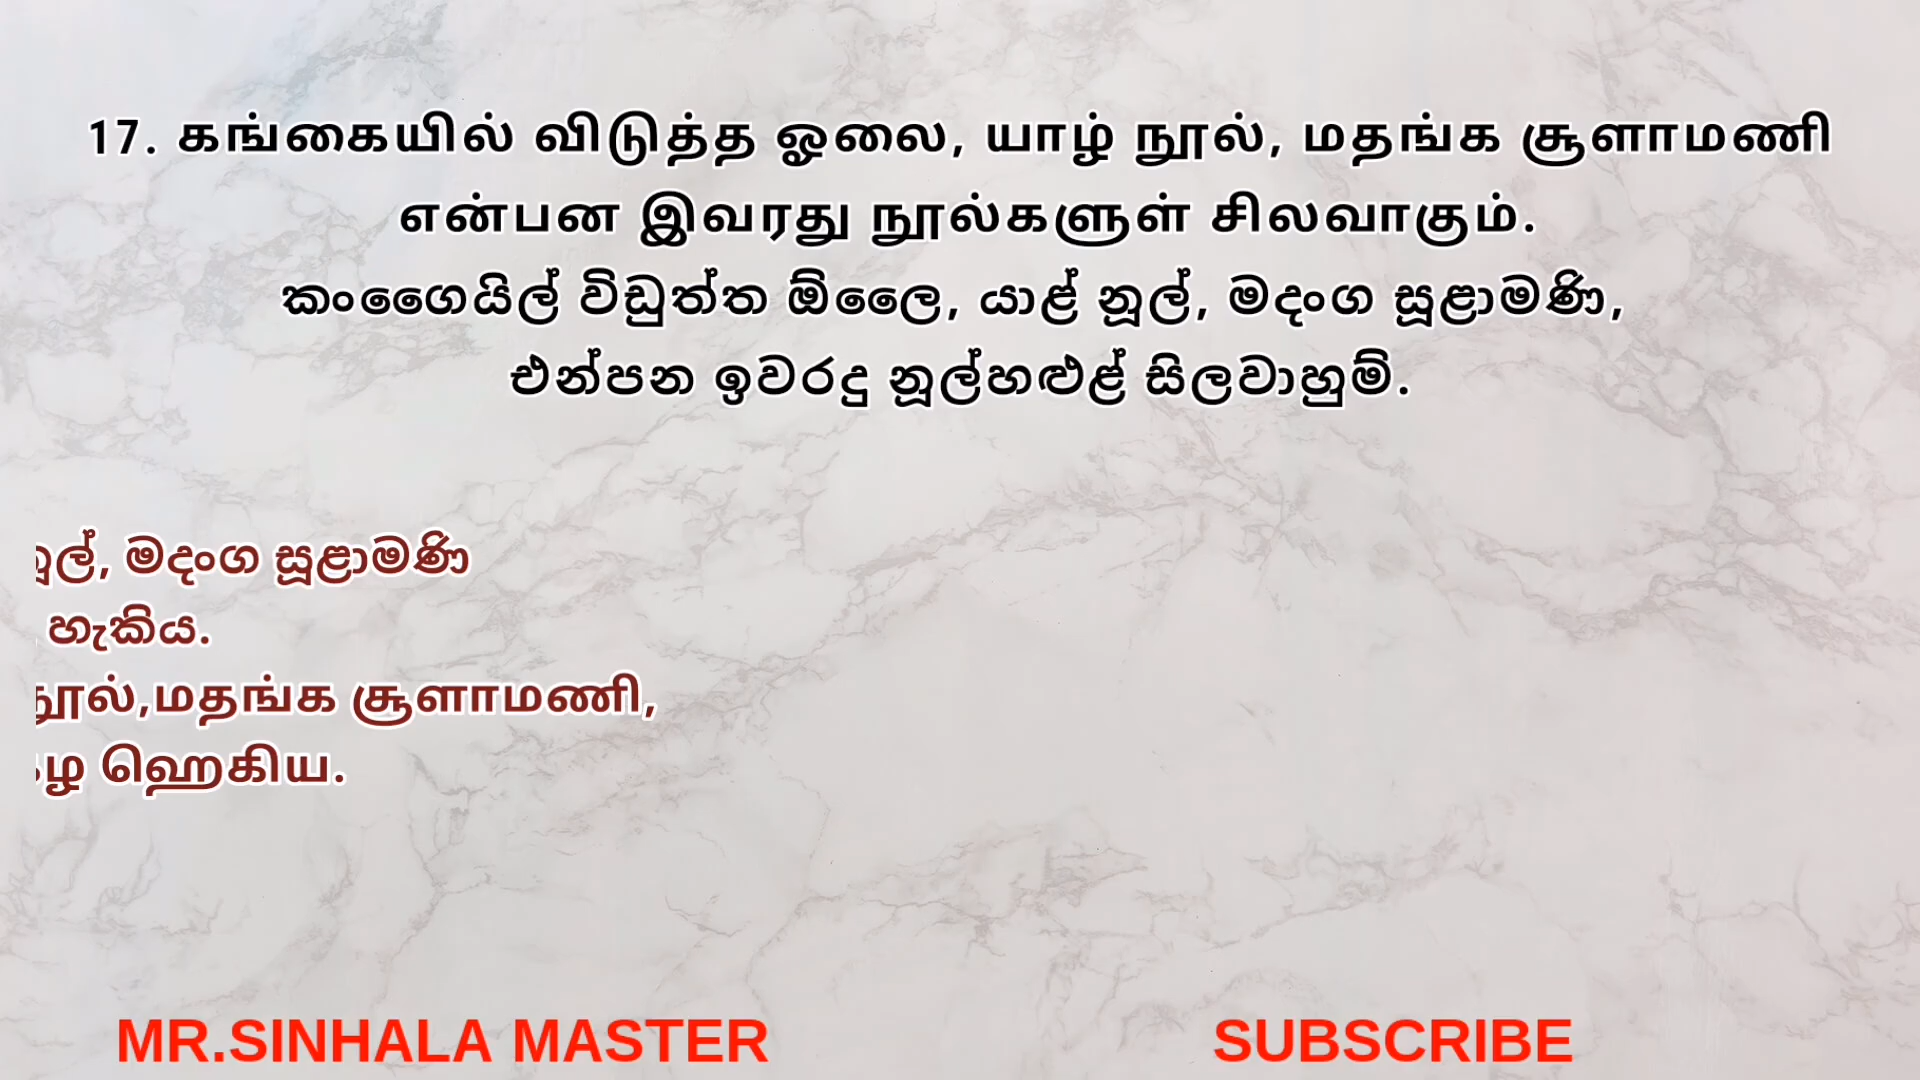 17. கங்கையில் விடுத்த ஓலை, யாழ் நூல், மதங்க சூளாமணி
என்பன இவரது நூல்களுள் சிலவாகும்.
කංගෛයිල් විඩුත්ත ඕලෛ, යාළ් නූල්, මදංග සූළාමණි,
එන්පන ඉවරදු නූල්හළුළ් සිලවාහුම්.
මදංග සූළාමණි
හැකිය.
நூல்,மதங்க சூளாமணி,
ஹெகிய.
MR.SINHALA MASTER
SUBSCRIBE